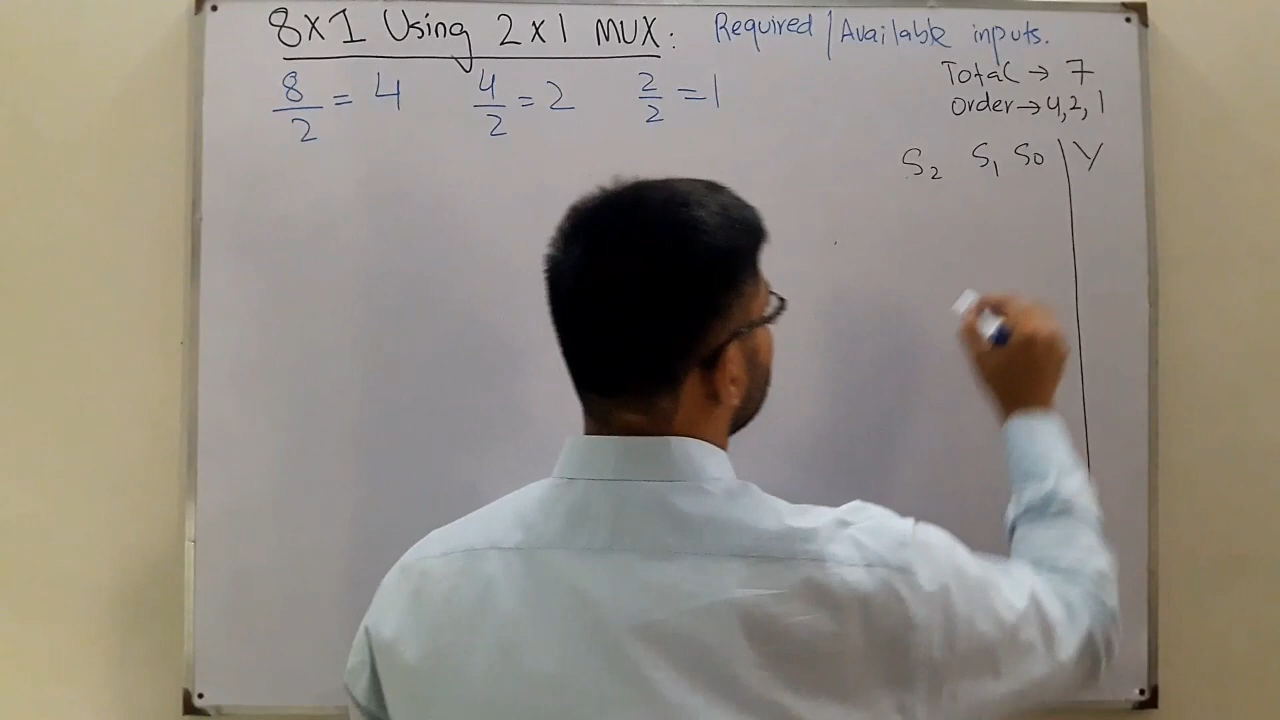 8x1 Using 2x1 MUX: Required / Available inputs.
8/2 = 4 4/2 = 2 2/2 = 1
Total → 7
Order → 4, 2, 1
S2 S1 S0 | Y